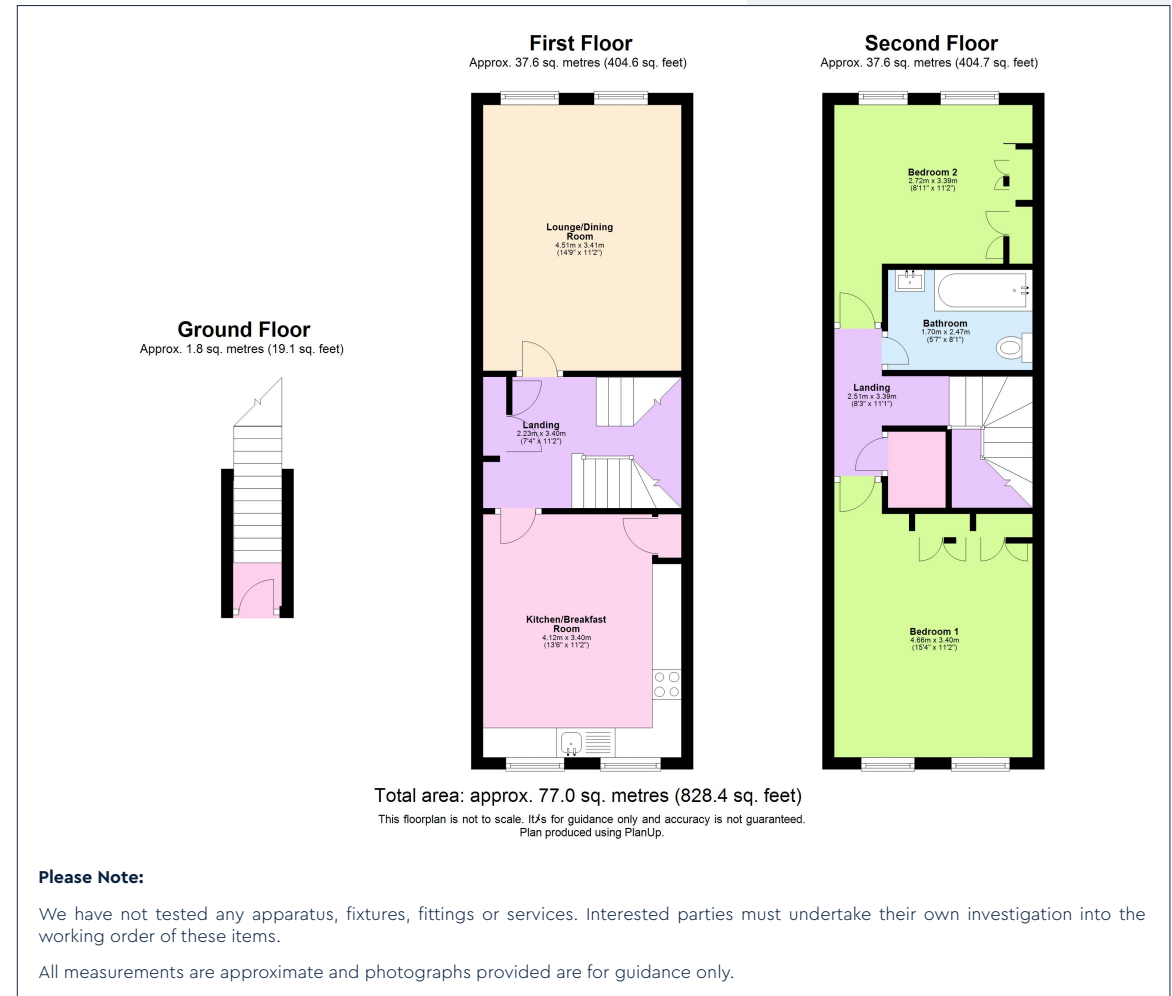 First Floor
Approx. 37.6 sq. metres (404.6 sq. feet)
Second Floor
Approx. 37.6 sq. metres (404.7 sq. feet)
Bedroom 2
2.72m x 3.39m
(8'11" x 11'2")
Lounge/Dining
Room
4.51m x 3.41m
(14'9" x 11'2")
Ground Floor
Approx. 1.8 sq. metres (19.1 sq. feet)
Bathroom
1.70m x 2.47m
(5'7" x 8'1")
Landing
2.51m x 3.39m
(8'3" x 11'1")
Landing
2.23m x 3.40m
(7'4" x 11'2")
Kitchen/Breakfast
Room
4.12m x 3.40m
(13'6" x 11'2")
Bedroom 1
4.66m x 3.40m
(15'4" x 11'2")
Total area: approx. 77.0 sq. metres (828.4 sq. feet)
This floorplan is not to scale. It's for guidance only and accuracy is not guaranteed.
Plan produced using PlanUp.
Please Note:
We have not tested any apparatus, fixtures, fittings or services. Interested parties must undertake their own investigation into the
working order of these items.
All measurements are approximate and photographs provided are for guidance only.